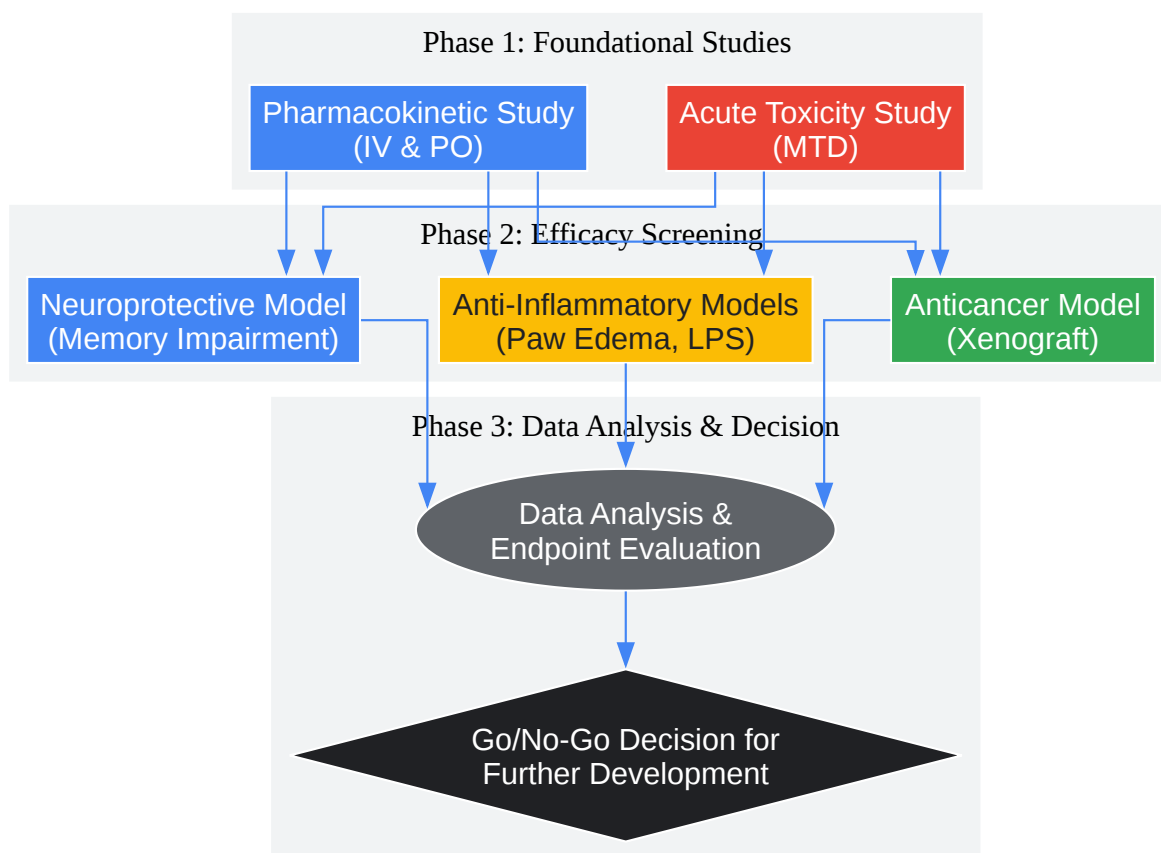 Phase 1: Foundational Studies
Pharmacokinetic Study
(IV & PO)
Acute Toxicity Study
(MTD)
Phase 2: Efficacy Screening
Neuroprotective Model
(Memory Impairment)
Anti-Inflammatory Models
(Paw Edema, LPS)
Anticancer Model
(Xenograft)
Phase 3: Data Analysis & Decision
Data Analysis &
Endpoint Evaluation
Go/No-Go Decision for
Further Development